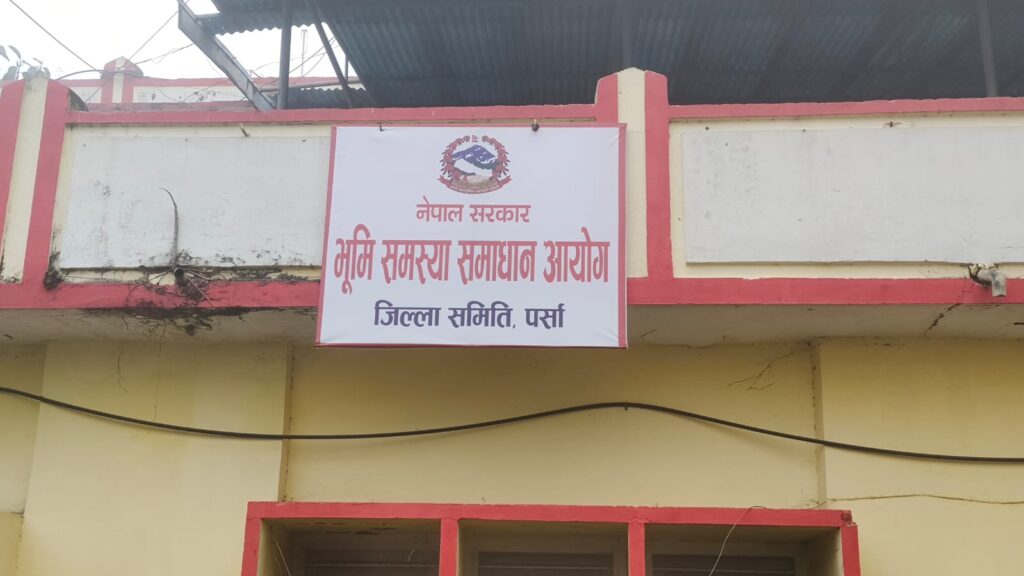 नेपाल सरकार
भूमि समस्या समाधान आयोग
जिल्ला समिति, पर्सा